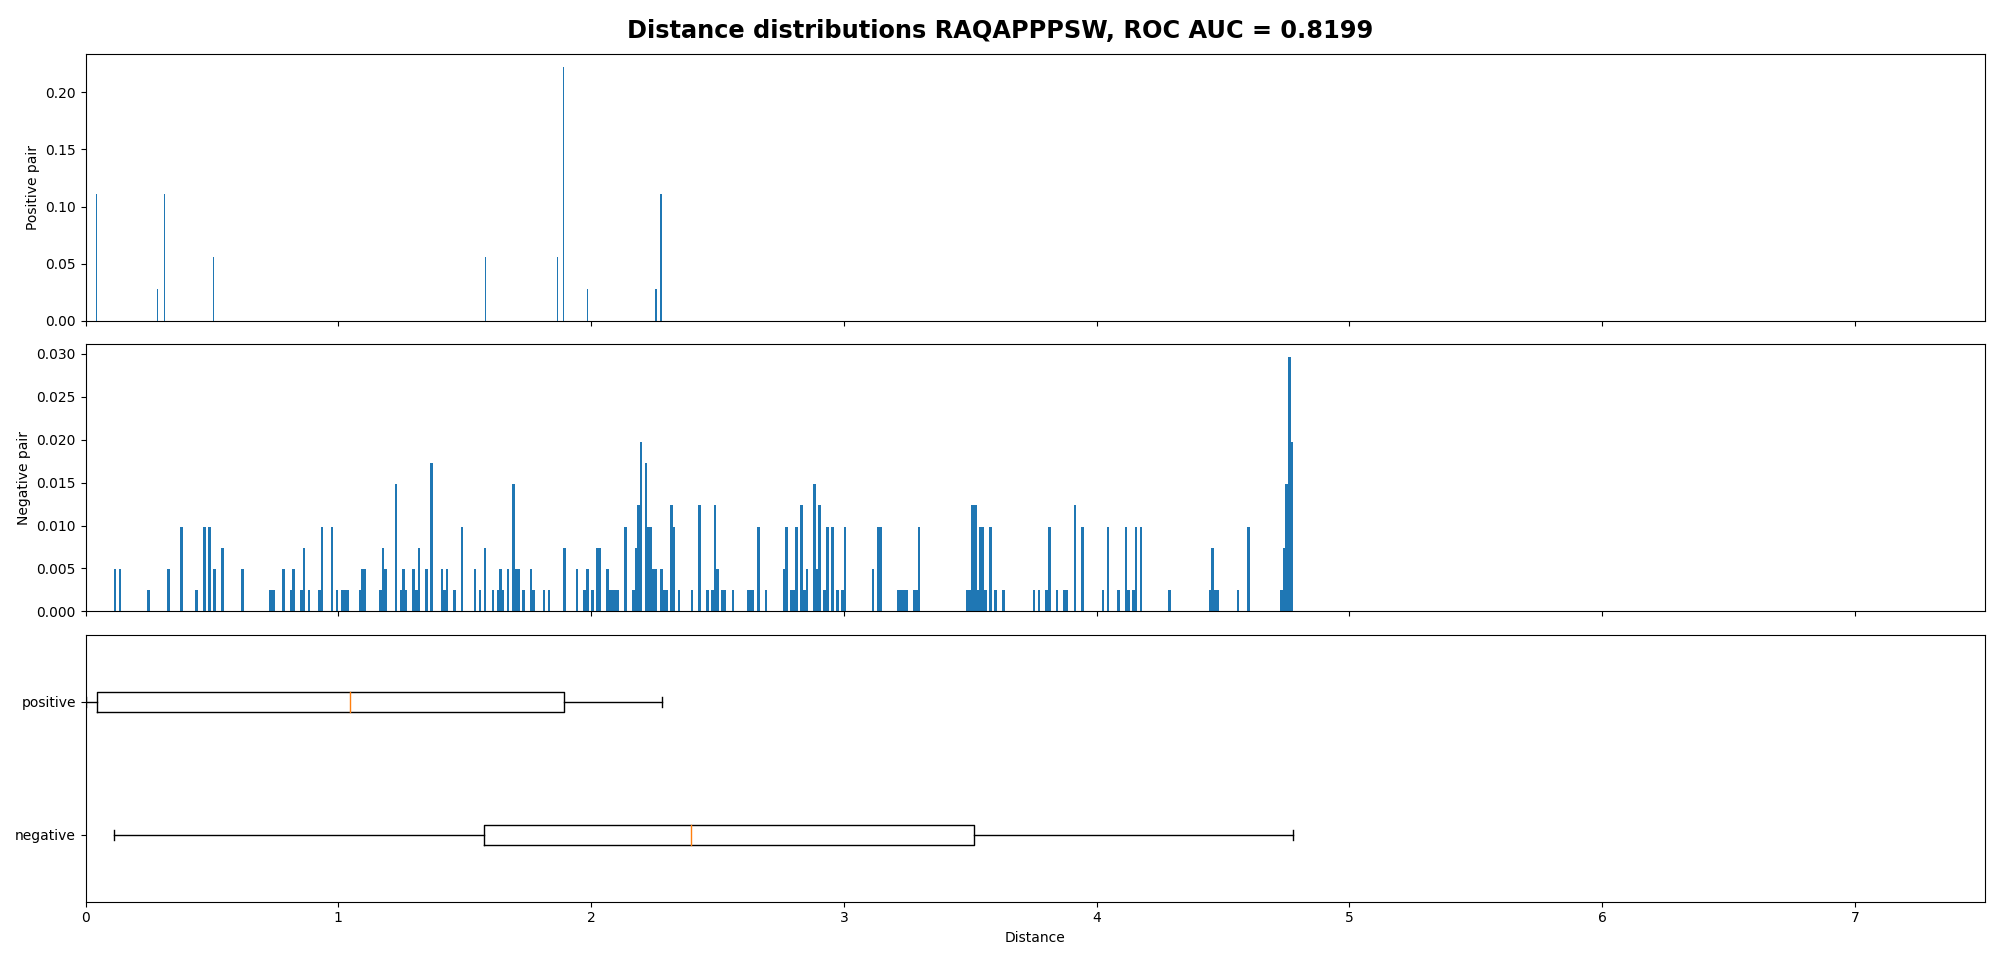 Distance distributions RAQAPPPSW, ROC AUC = 0.8199
0.20
0.15
0.10
0.05
0.00
Positive pair
0.030
0.025
0.020
0.015
0.010
0.005
0.000
Negative pair
positive
negative
0 1 2 3 4 5 6 7
Distance